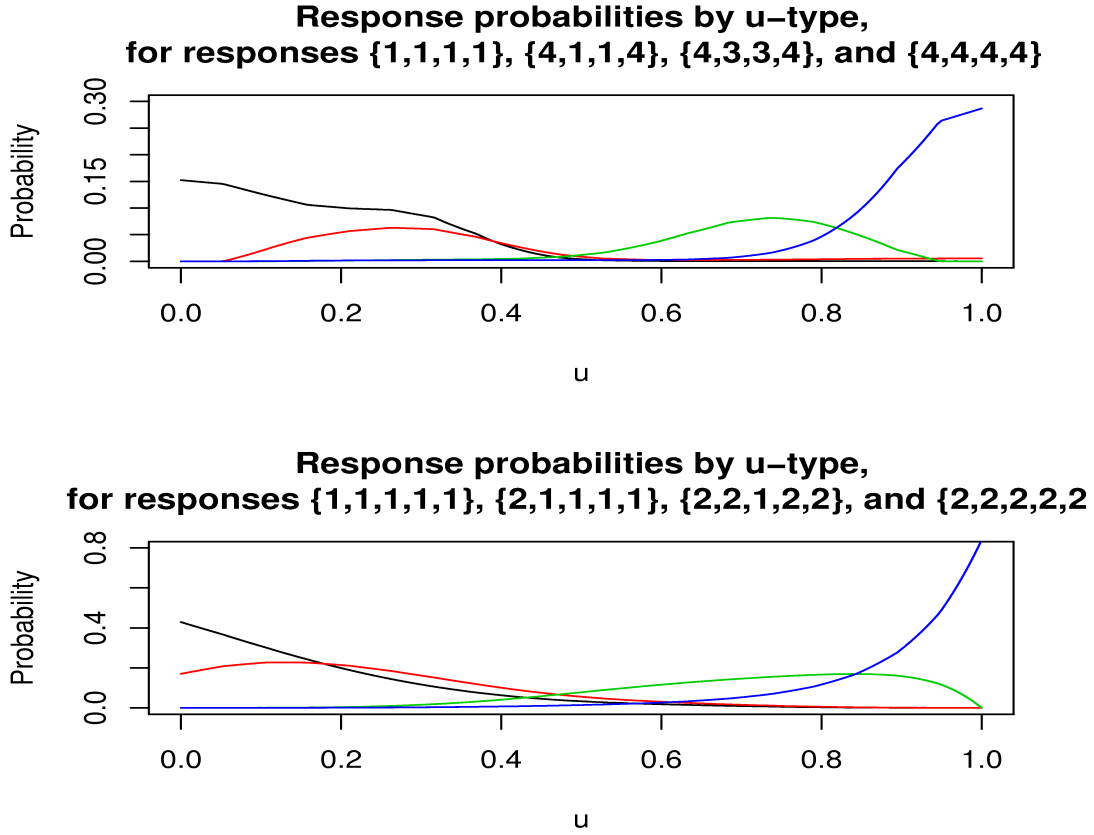 Response probabilities by u−type,
for responses {1,1,1,1}, {4,1,1,4}, {4,3,3,4}, and {4,4,4,4}
Probability
0.30
0.15
0.00
0.0 0.2 0.4 0.6 0.8 1.0
u
Response probabilities by u−type,
for responses {1,1,1,1,1}, {2,1,1,1,1}, {2,2,1,2,2}, and {2,2,2,2,2
Probability
0.8
0.4
0.0
0.0 0.2 0.4 0.6 0.8 1.0
u